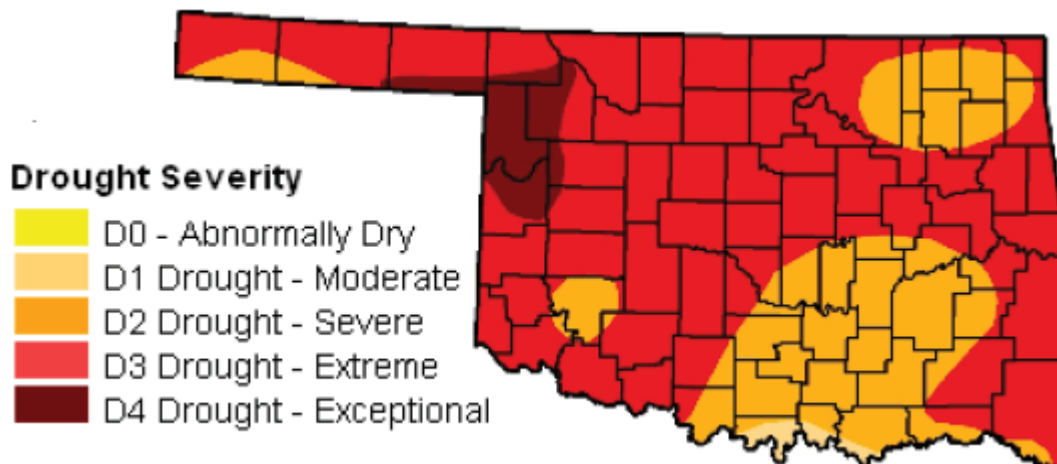 Drought Severity
D0 - Abnormally Dry
D1 Drought - Moderate
D2 Drought - Severe
D3 Drought - Extreme
D4 Drought - Exceptional